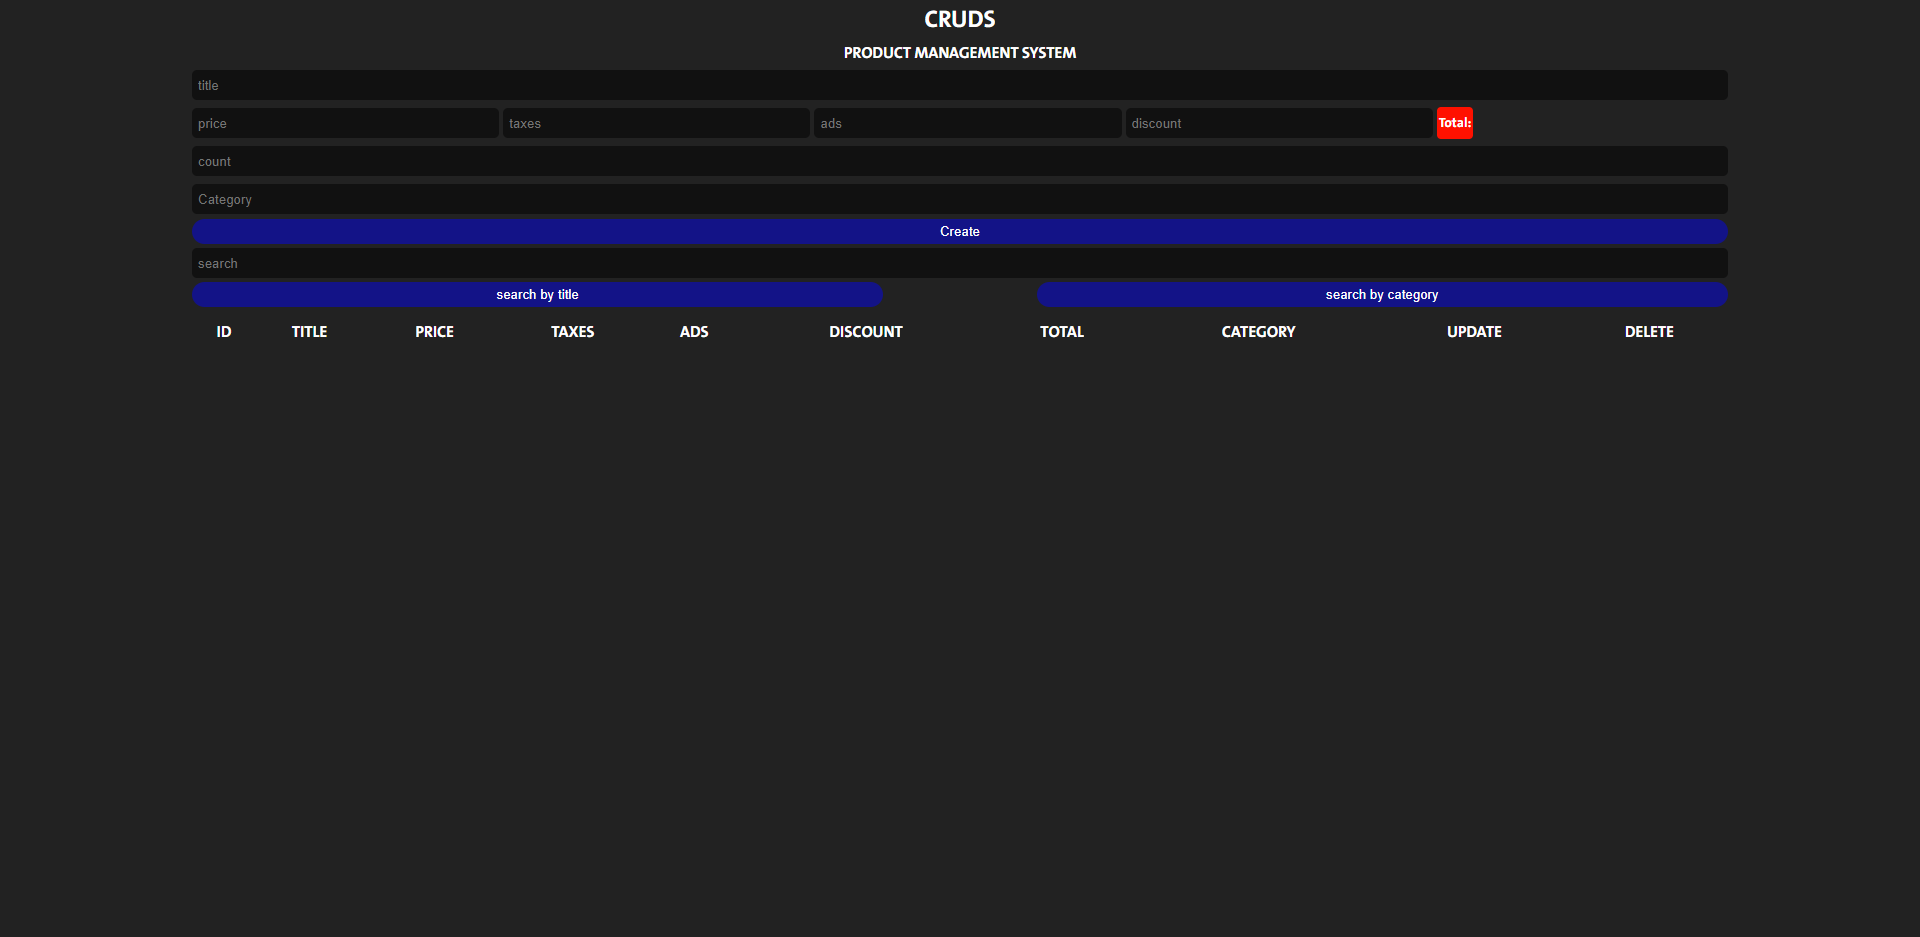 CRUDS
PRODUCT MANAGEMENT SYSTEM
title
price taxes ads discount Total:
count
Category
Create
search
search by title search by category
ID TITLE PRICE TAXES ADS DISCOUNT TOTAL CATEGORY UPDATE DELETE